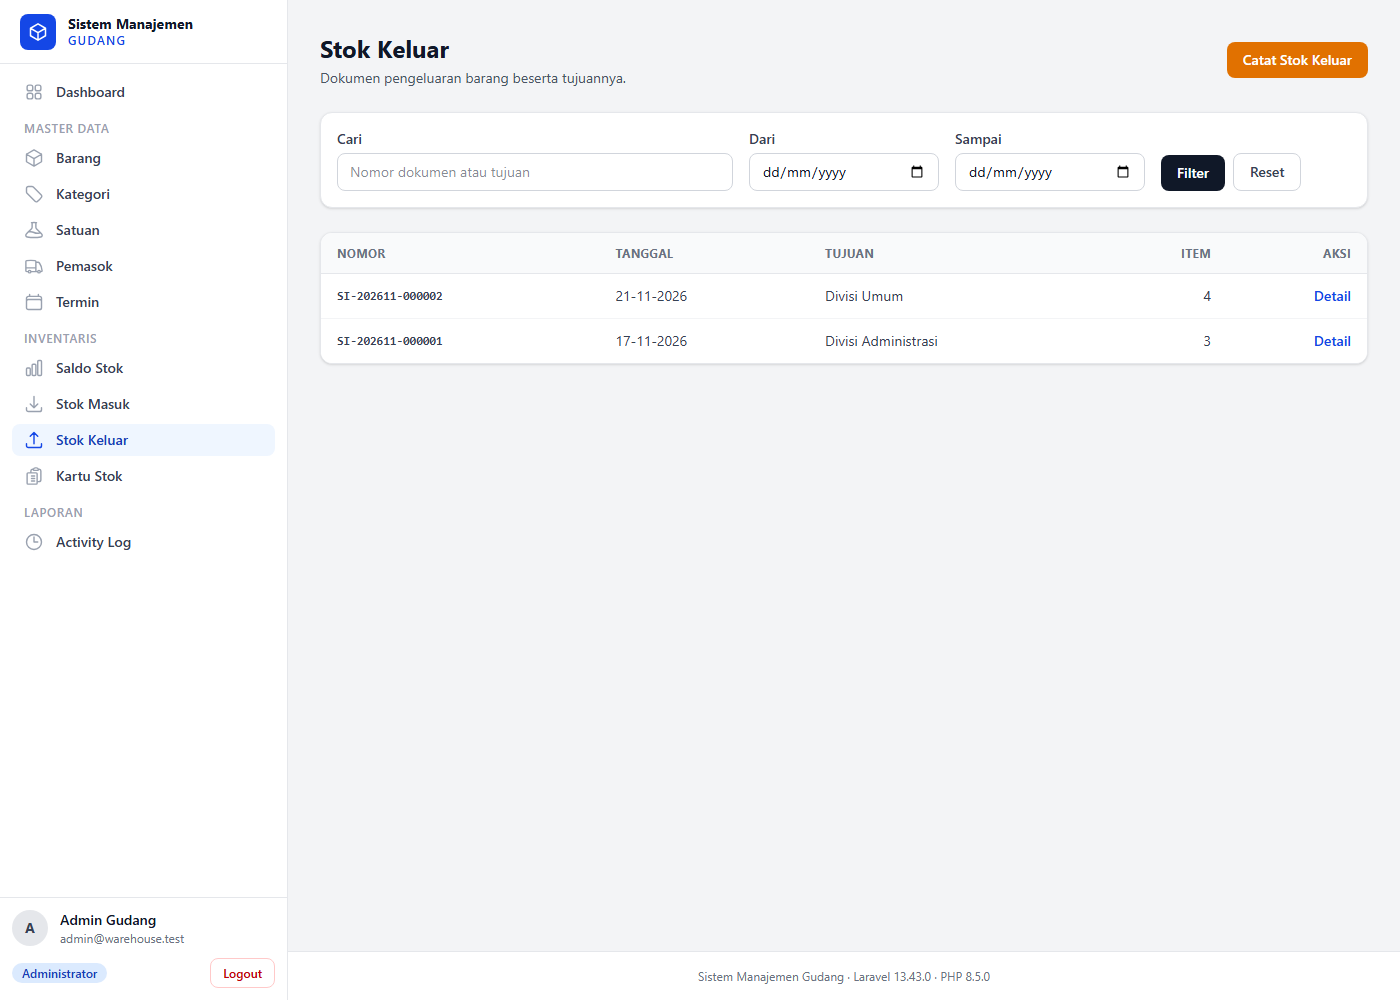 Sistem Manajemen
GUDANG
Dashboard
MASTER DATA
Barang
Kategori
Satuan
Pemasok
Termin
INVENTARIS
Saldo Stok
Stok Masuk
Stok Keluar
Kartu Stok
LAPORAN
Activity Log
A
Admin Gudang
admin@warehouse.test
Administrator
Logout
Stok Keluar
Dokumen pengeluaran barang beserta tujuannya.
Catat Stok Keluar
Cari
Dari
Sampai
Nomor dokumen atau tujuan
dd/mm/yyyy
dd/mm/yyyy
Filter
Reset
NOMOR TANGGAL TUJUAN ITEM AKSI
SI-202611-000002 21-11-2026 Divisi Umum 4 Detail
SI-202611-000001 17-11-2026 Divisi Administrasi 3 Detail
Sistem Manajemen Gudang · Laravel 13.43.0 · PHP 8.5.0